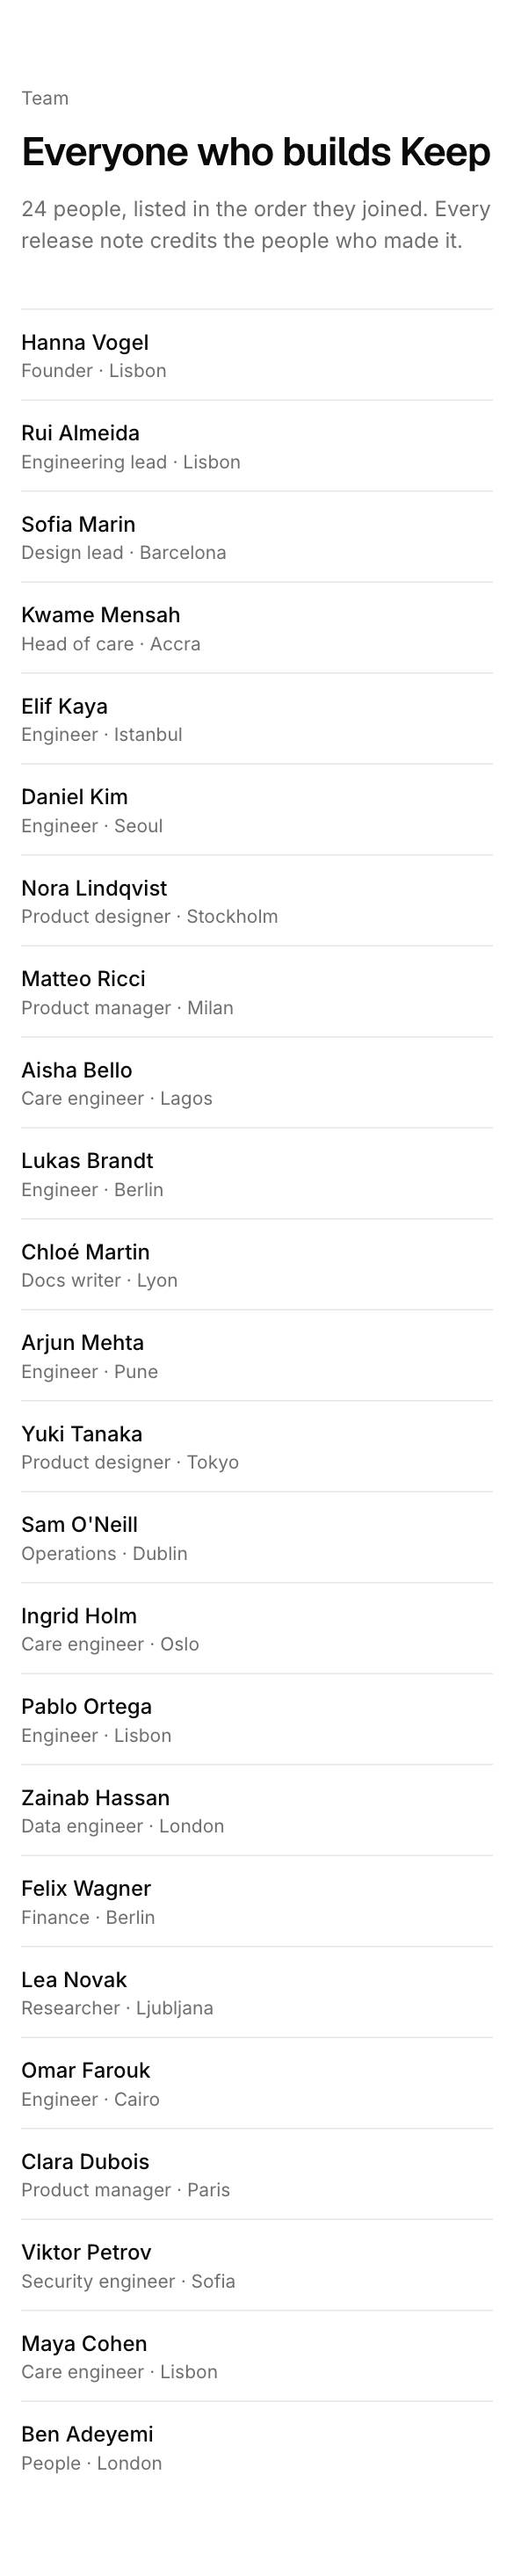 Team
Everyone who builds Keep
24 people, listed in the order they joined. Every
release note credits the people who made it.
Hanna Vogel
Founder · Lisbon
Rui Almeida
Engineering lead · Lisbon
Sofia Marin
Design lead · Barcelona
Kwame Mensah
Head of care · Accra
Elif Kaya
Engineer · Istanbul
Daniel Kim
Engineer · Seoul
Nora Lindqvist
Product designer · Stockholm
Matteo Ricci
Product manager · Milan
Aisha Bello
Care engineer · Lagos
Lukas Brandt
Engineer · Berlin
Chloé Martin
Docs writer · Lyon
Arjun Mehta
Engineer · Pune
Yuki Tanaka
Product designer · Tokyo
Sam O'Neill
Operations · Dublin
Ingrid Holm
Care engineer · Oslo
Pablo Ortega
Engineer · Lisbon
Zainab Hassan
Data engineer · London
Felix Wagner
Finance · Berlin
Lea Novak
Researcher · Ljubljana
Omar Farouk
Engineer · Cairo
Clara Dubois
Product manager · Paris
Viktor Petrov
Security engineer · Sofia
Maya Cohen
Care engineer · Lisbon
Ben Adeyemi
People · London